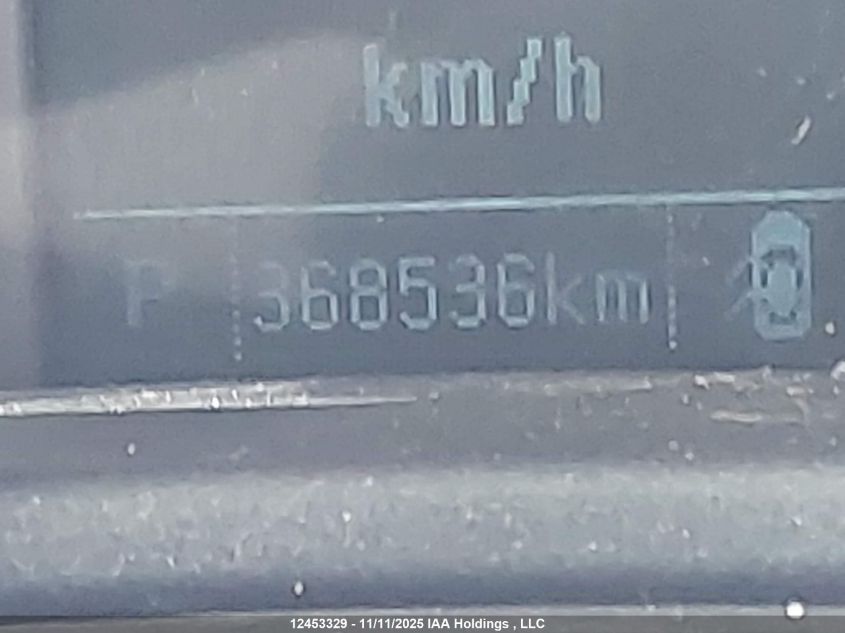 km/h
P 368536km
12453329 - 11/11/2025 IAA Holdings , LLC